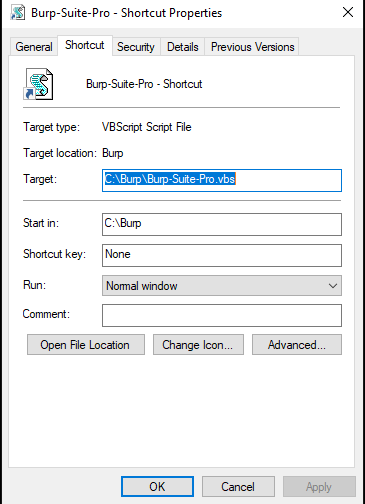 Burp-Suite-Pro - Shortcut Properties
General Shortcut Security Details Previous Versions
Burp-Suite-Pro - Shortcut
Target type: VBScript Script File
Target location: Burp
Target: C:\Burp\Burp-Suite-Pro.vbs
Start in: C:\Burp
Shortcut key: None
Run: Normal window
Comment:
Open File Location Change Icon... Advanced...
OK Cancel Apply